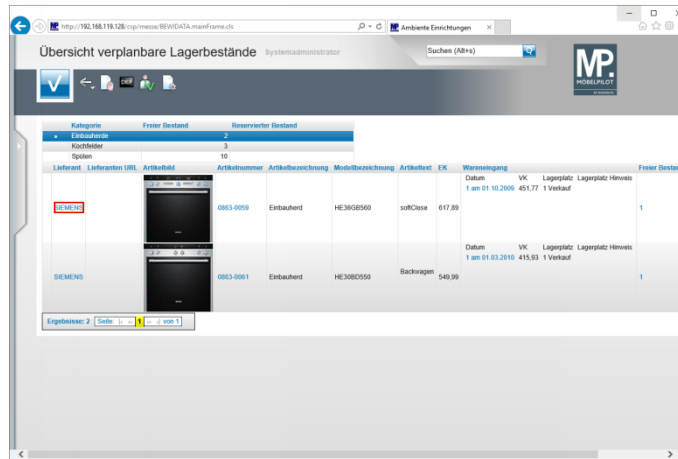 http://192.168.119.128/csp/messe/BEWIDATA.mainFrame.cls
MP Ambiente Einrichtungen
Übersicht verplanbare Lagerbestände Systemadministrator
Suchen (Alt+s)
MP.
MÖBELPILOT
Kategorie Freier Bestand Reservierter Bestand
Einbauherde 2
Kochfelder 3
Spülen 10
Lieferant Lieferanten URL Artikelbild Artikelnummer Artikelbezeichnung Modellbezeichnung Artikeltext EK Wareneingang Freier Bestan
Datum VK Lagerplatz Lagerplatz Hinweis
1 am 01.10.2009 451,77 1 Verkauf
SIEMENS 0863-0059 Einbauherd HE36GB560 softClose 617,89 1
Datum VK Lagerplatz Lagerplatz Hinweis
1 am 01.03.2010 415,93 1 Verkauf
SIEMENS 0863-0061 Einbauherd HE30BD550 Backwagen 549,99 1
Ergebnisse: 2 Seite: 1 von 1